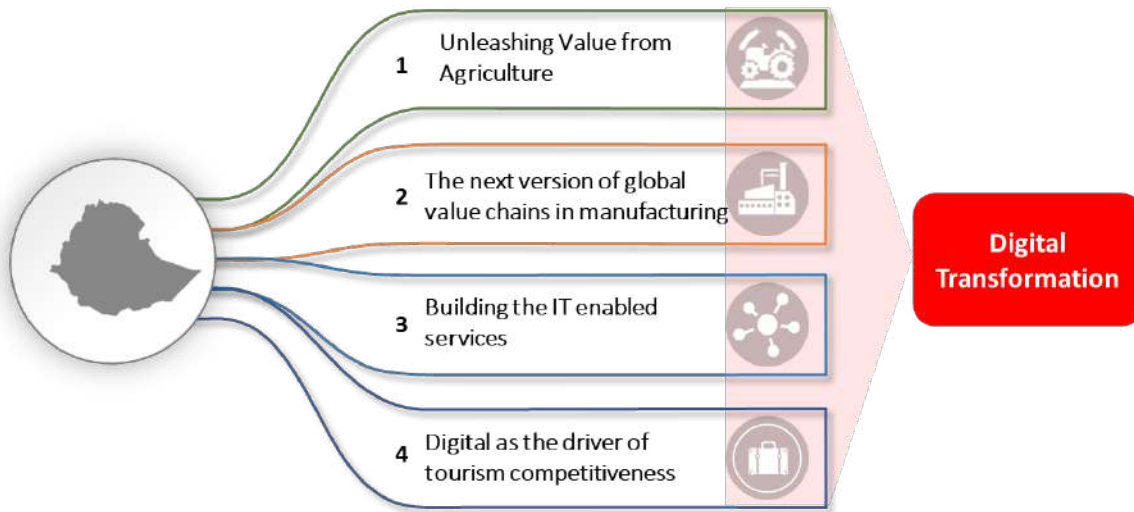 1
Unleashing Value from
Agriculture
2
The next version of global
value chains in manufacturing
3
Building the IT enabled
services
4
Digital as the driver of
tourism competitiveness
Digital
Transformation